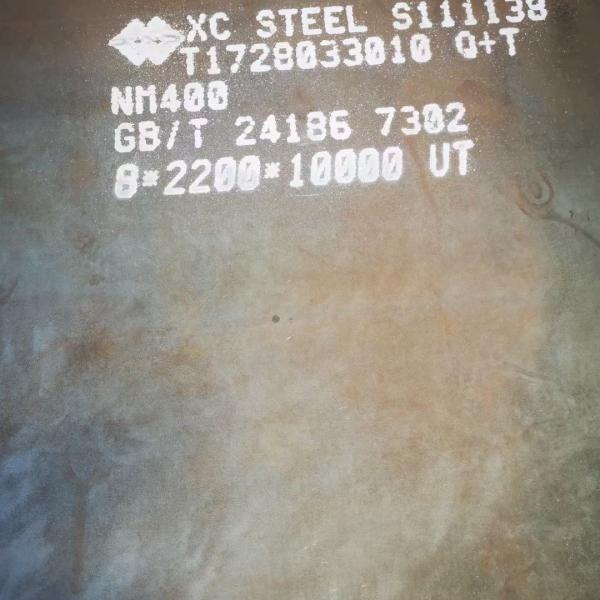 XC STEEL S111138
T1728033010 Q+T
NM400
GB/T 24186 7302
8*2200*10000 UT